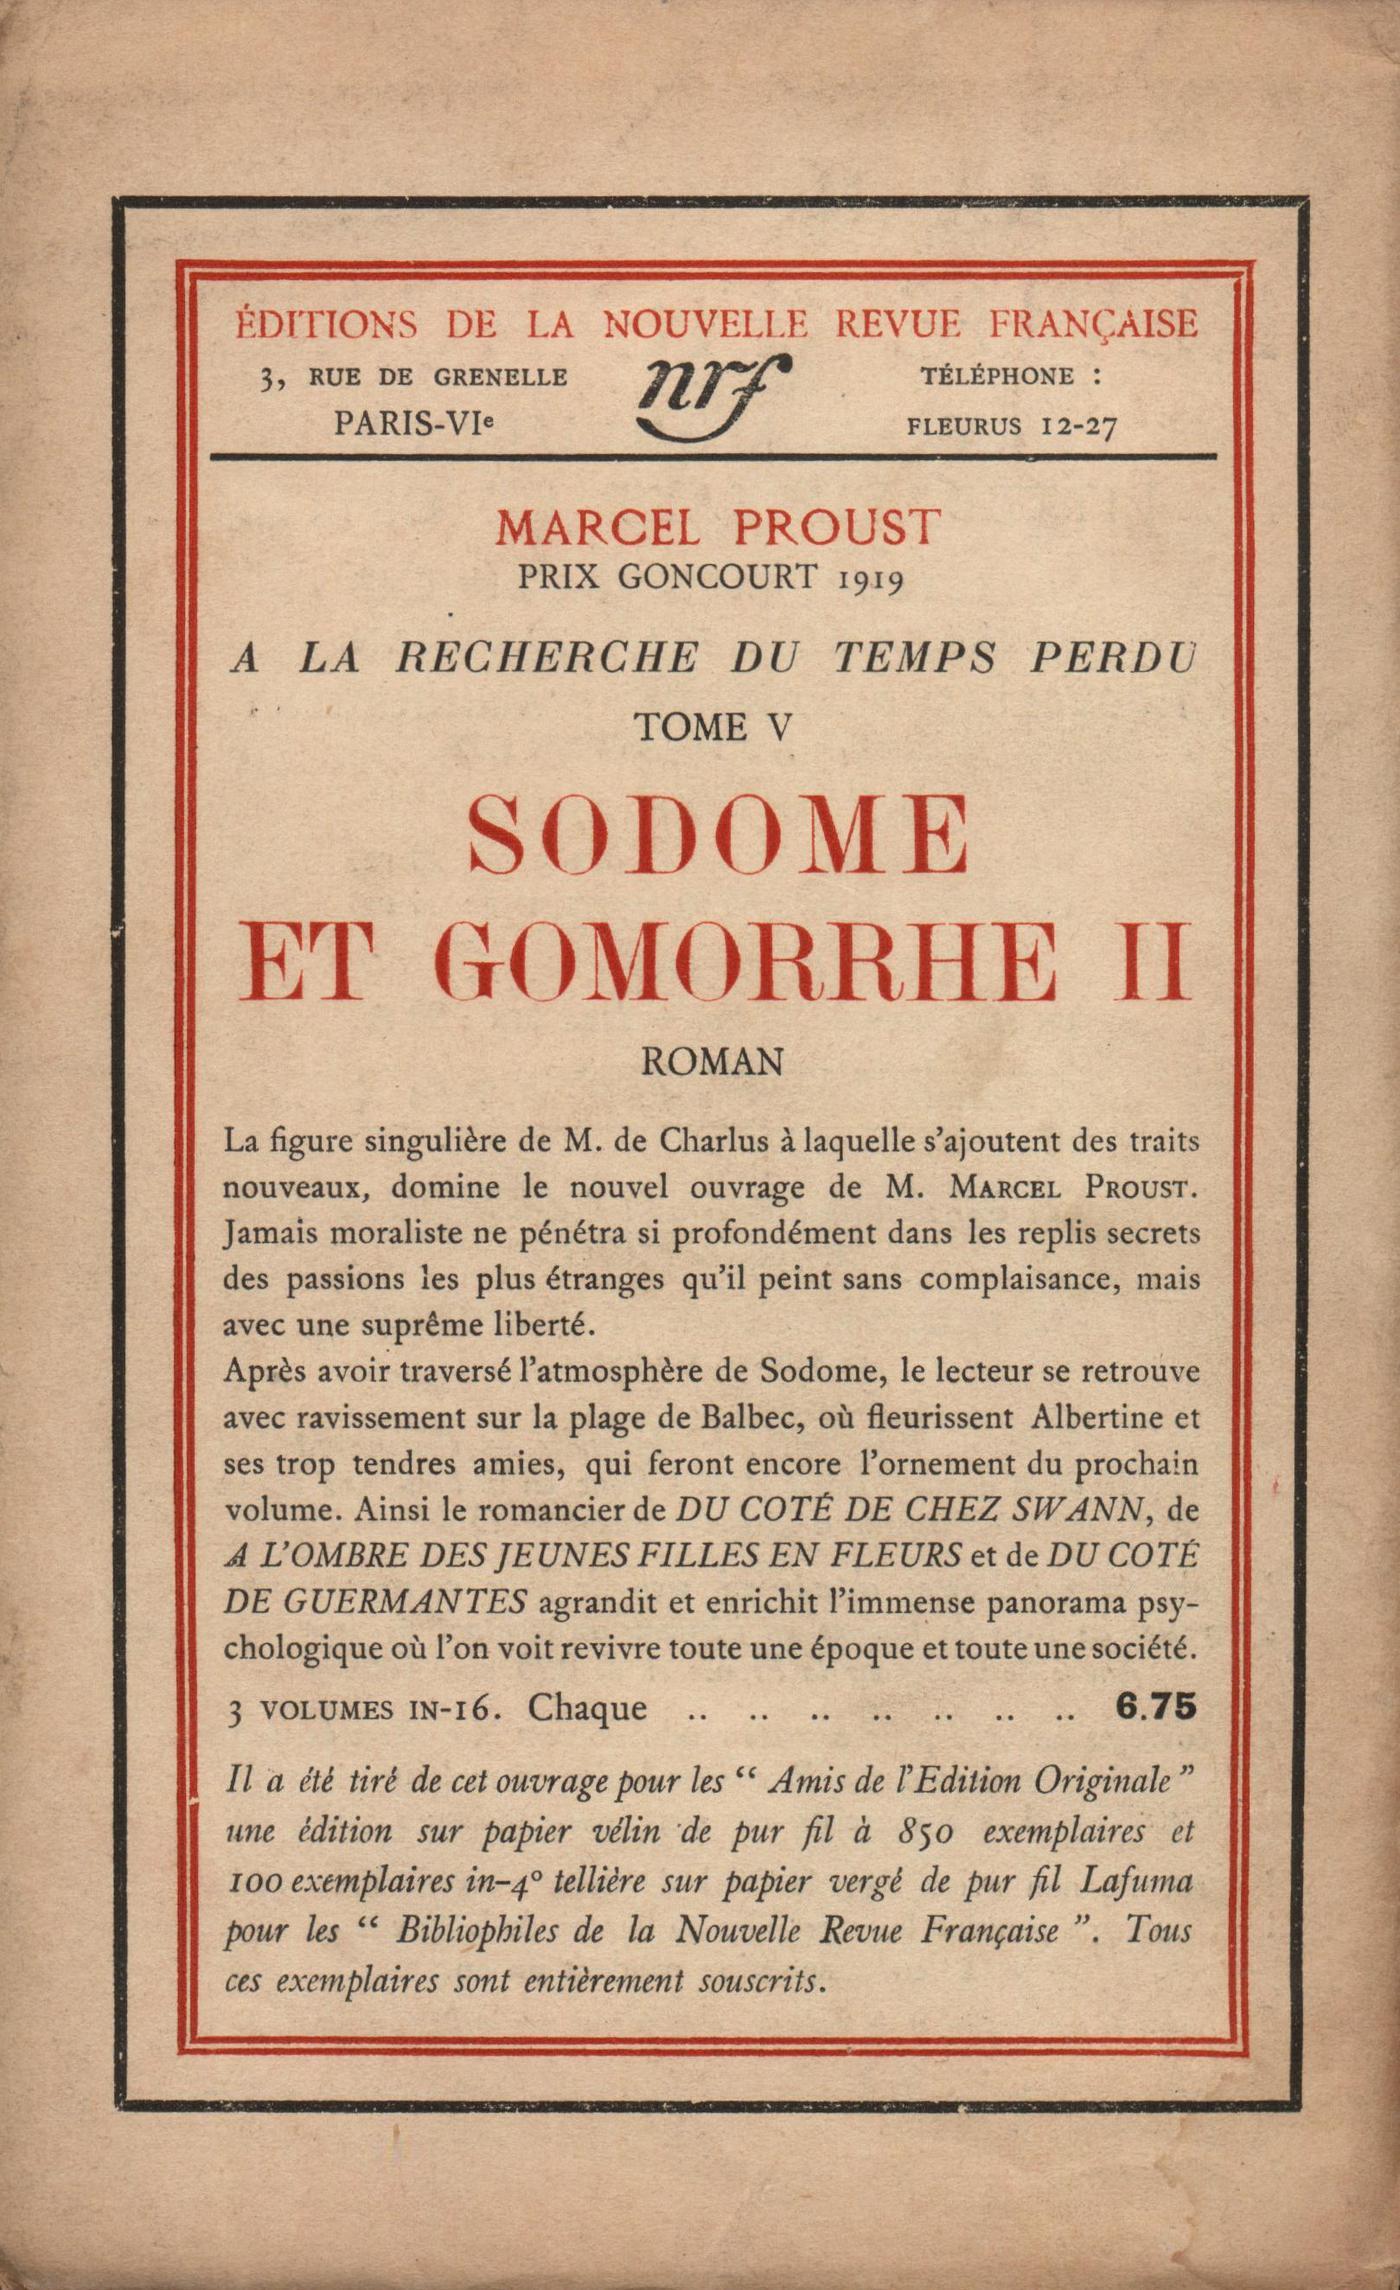 ÉDITIONS DE LA NOUVELLE REVUE FRANÇAISE
3, RUE DE GRENELLE
PARIS-VIe
nrf
TÉLÉPHONE :
FLEURUS 12-27
MARCEL PROUST
PRIX GONCOURT 1919
A LA RECHERCHE DU TEMPS PERDU
TOME V
SODOME
ET GOMORRHE II
ROMAN
La figure singulière de M. de Charlus à laquelle s'ajoutent des traits
nouveaux, domine le nouvel ouvrage de M. MARCEL PROUST.
Jamais moraliste ne pénétra si profondément dans les replis secrets
des passions les plus étranges qu'il peint sans complaisance, mais
avec une suprême liberté.
Après avoir traversé l'atmosphère de Sodome, le lecteur se retrouve
avec ravissement sur la plage de Balbec, où fleurissent Albertine et
ses trop tendres amies, qui feront encore l'ornement du prochain
volume. Ainsi le romancier de DU COTÉ DE CHEZ SWANN, de
A L'OMBRE DES JEUNES FILLES EN FLEURS et de DU COTÉ
DE GUERMANTES agrandit et enrichit l'immense panorama psy-
chologique où l'on voit revivre toute une époque et toute une société.
3 VOLUMES IN-16. Chaque .. .. .. .. .. .. .. 6.75
Il a été tiré de cet ouvrage pour les “ Amis de l'Edition Originale ”
une édition sur papier vélin de pur fil à 850 exemplaires et
100 exemplaires in-4° tellière sur papier vergé de pur fil Lafuma
pour les “ Bibliophiles de la Nouvelle Revue Française ”. Tous
ces exemplaires sont entièrement souscrits.